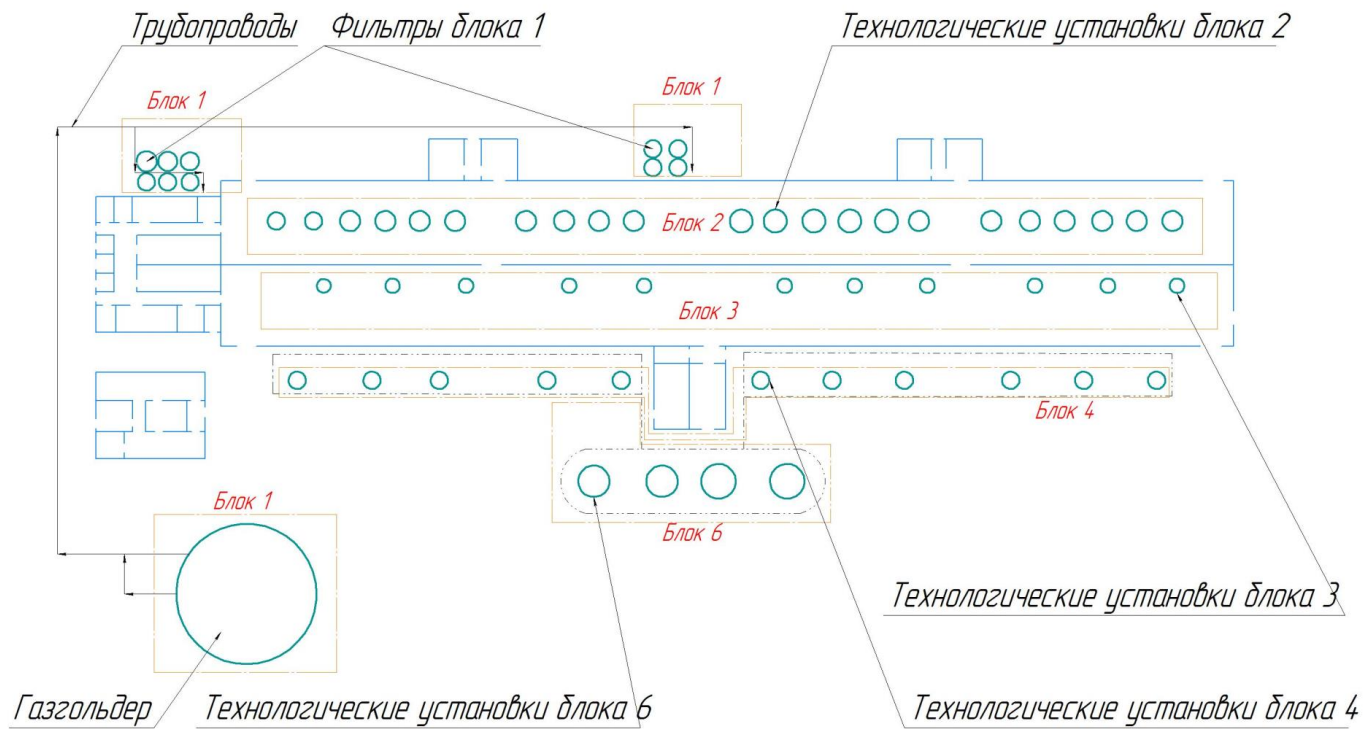 Трубопроводы
Фильтры блока 1
Технологические установки блока 2
Блок 1
Блок 1
Блок 2
Блок 3
Блок 4
Блок 1
Блок 6
Технологические установки блока 3
Газгольдер
Технологические установки блока 6
Технологические установки блока 4